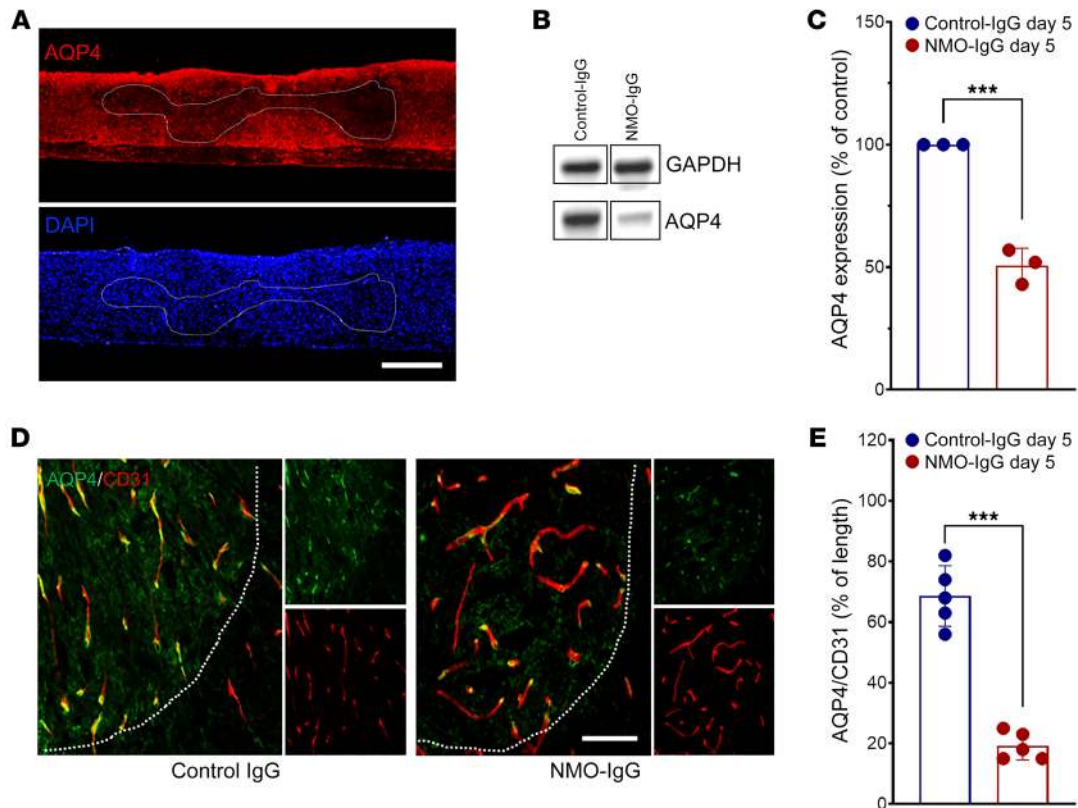 A
AQP4
DAPI
B
Control-IgG
NMO-IgG
GAPDH
AQP4
C
Control-IgG day 5
NMO-IgG day 5
***
AQP4 expression (% of control)
150
100
50
0
D
AQP4/CD31
Control IgG
NMO-IgG
E
Control-IgG day 5
NMO-IgG day 5
***
AQP4/CD31 (% of length)
120
100
80
60
40
20
0